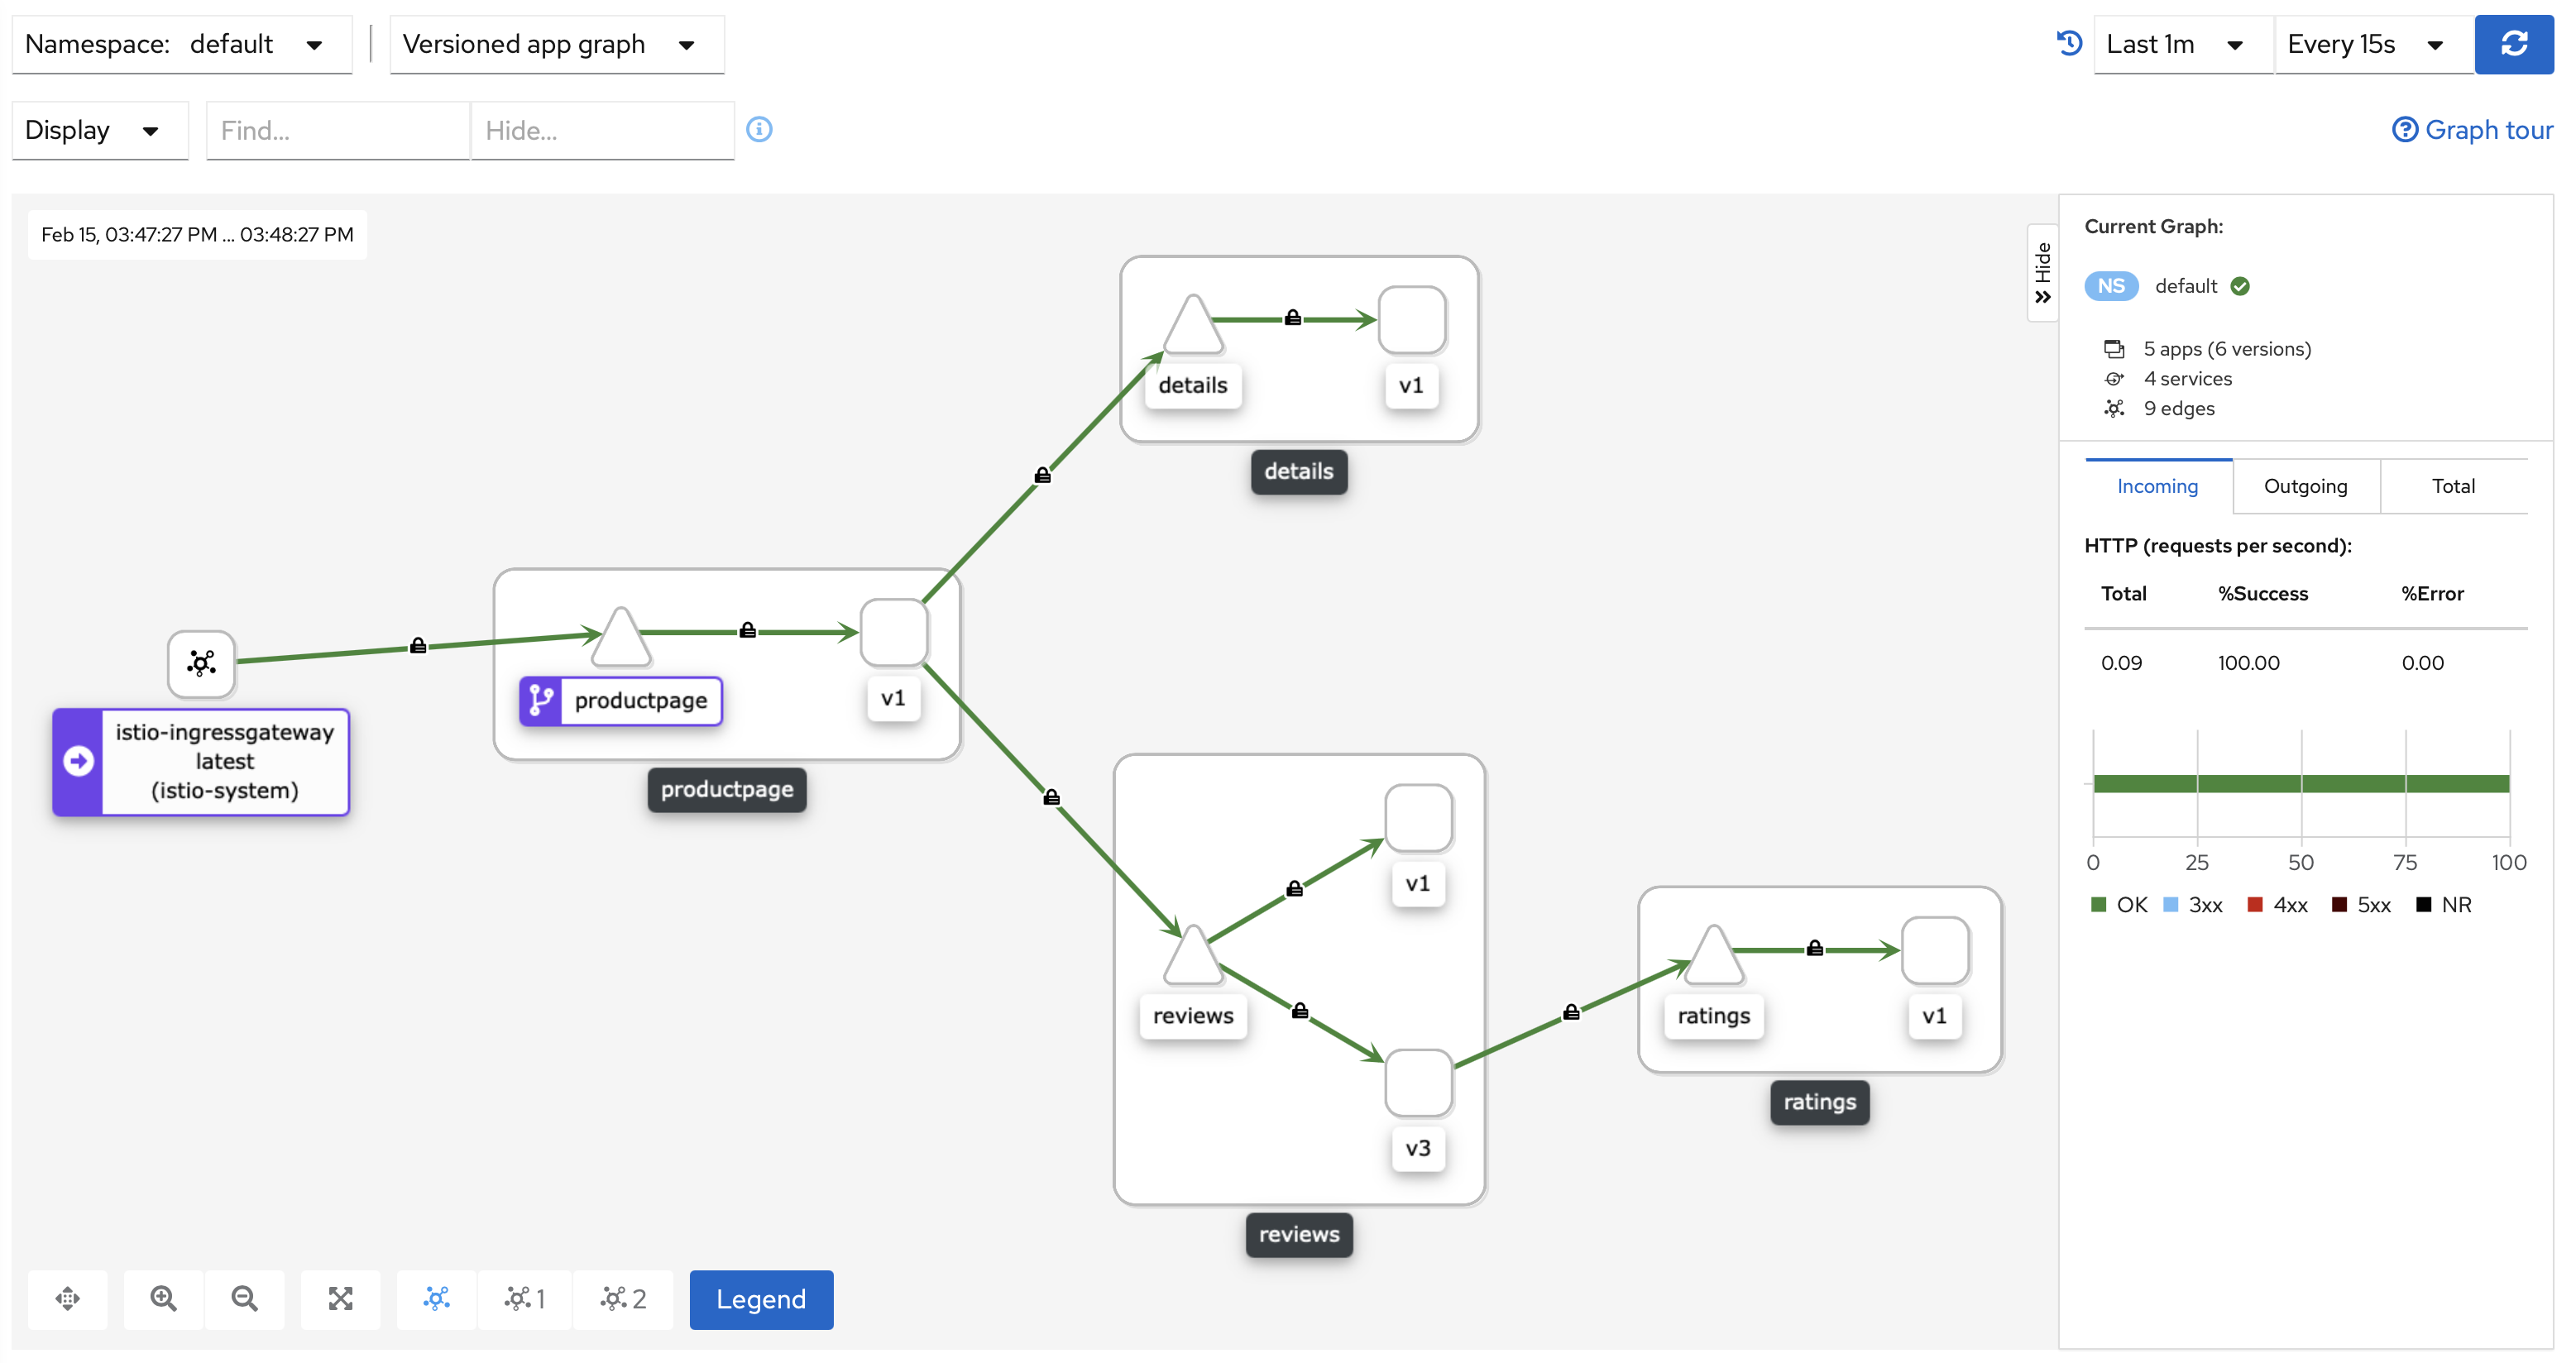 Namespace: default
Versioned app graph
Last 1m
Every 15s
Display
Find...
Hide...
Graph tour
Feb 15, 03:47:27 PM ... 03:48:27 PM
Hide
details
v1
details
productpage
v1
productpage
istio-ingressgateway
latest
(istio-system)
v1
reviews
v3
reviews
ratings
v1
ratings
1
2
Legend
Current Graph:
NS default
5 apps (6 versions)
4 services
9 edges
Incoming
Outgoing
Total
HTTP (requests per second):
Total %Success %Error
0.09 100.00 0.00
0 25 50 75 100
OK 3xx 4xx 5xx NR